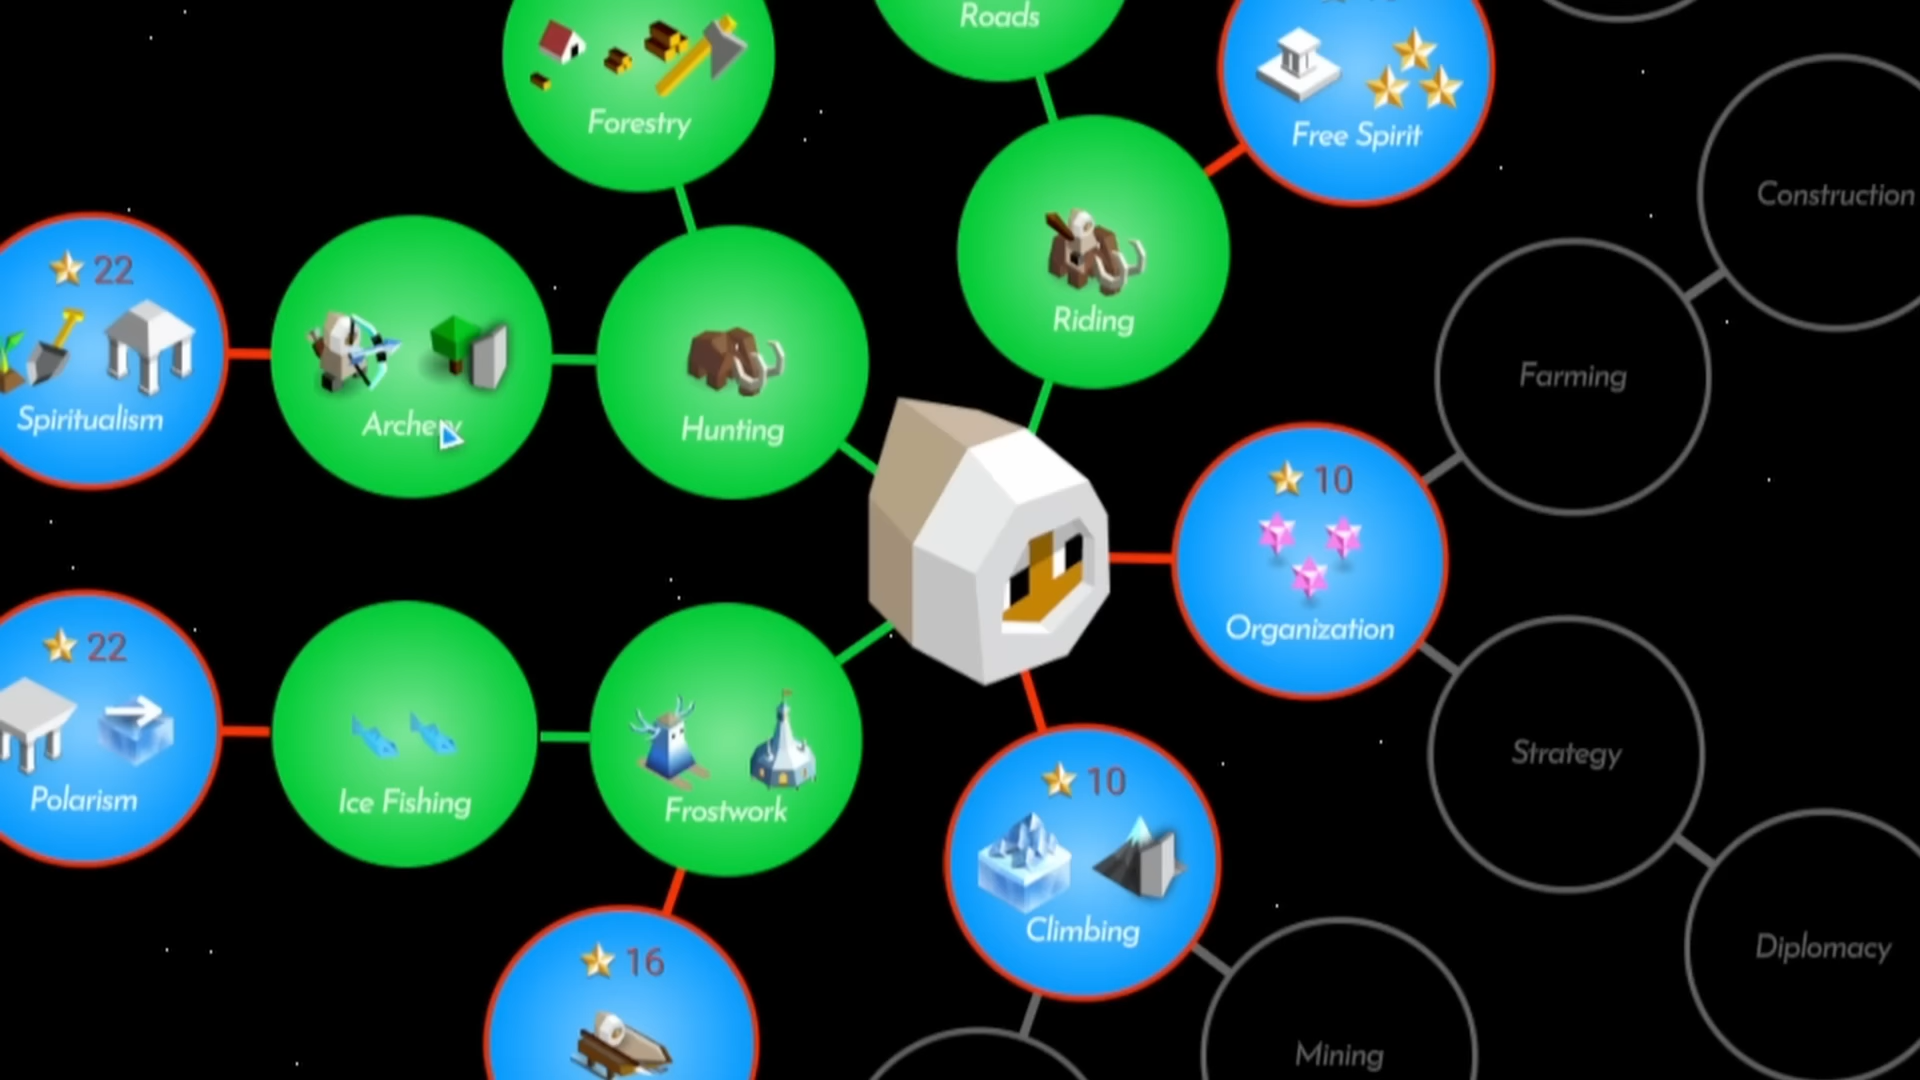 Roads
Forestry
Free Spirit
Construction
22
Spiritualism
Archery
Hunting
Riding
Farming
10
Organization
22
Polarism
Ice Fishing
Frostwork
Strategy
10
Climbing
16
Diplomacy
Mining